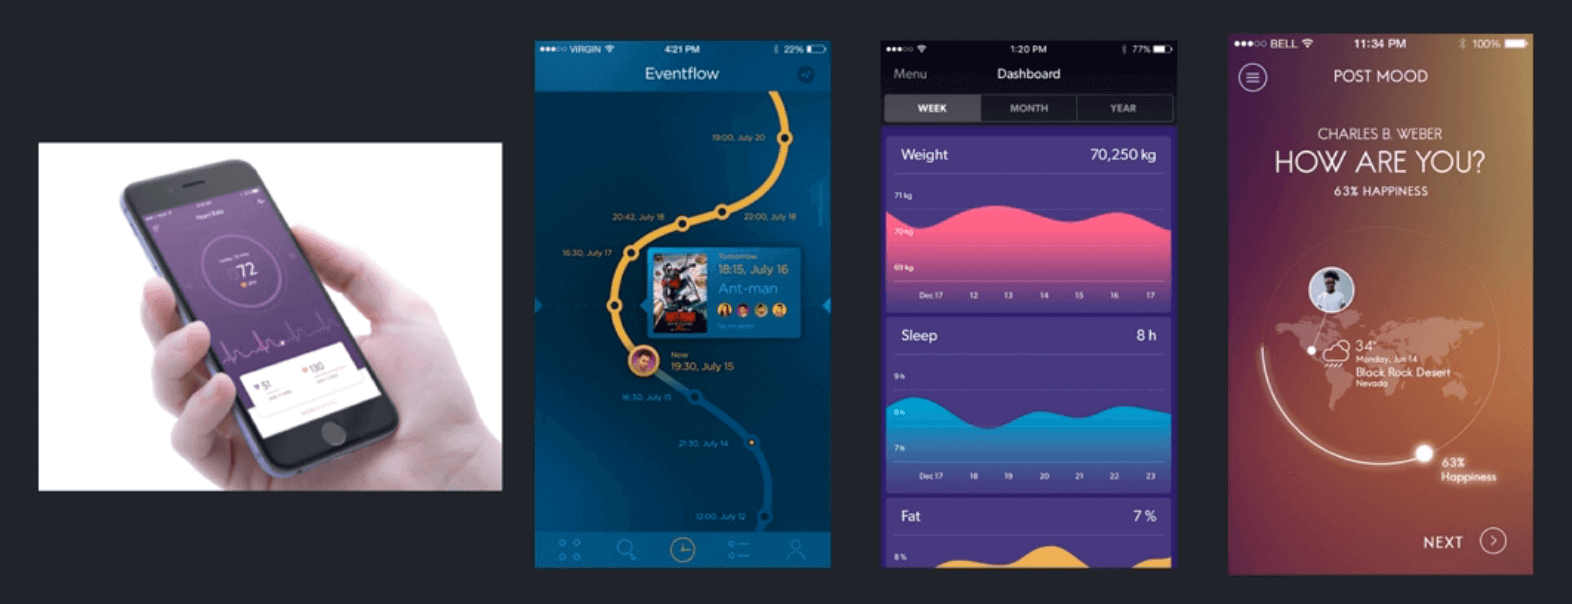 Heart Rate
72
51
130
VIRGIN
4:21 PM
22%
Eventflow
19:00, July 20
20:42, July 18
22:00, July 18
16:30, July 17
Tomorrow
18:15, July 16
Ant-man
Now
19:30, July 15
16:30, July 15
21:30, July 14
12:00, July 12
1:20 PM
77%
Menu
Dashboard
WEEK
MONTH
YEAR
Weight
70,250 kg
71 kg
70 kg
69 kg
Dec 17 12 13 14 15 16 17
Sleep
8 h
9 h
8 h
7 h
Dec 17 18 19 20 21 22 23
Fat
7 %
8 %
BELL
11:34 PM
100%
POST MOOD
CHARLES B. WEBER
HOW ARE YOU?
63% HAPPINESS
34°
Monday, Jun 14
Black Rock Desert
Nevada
63%
Happiness
NEXT